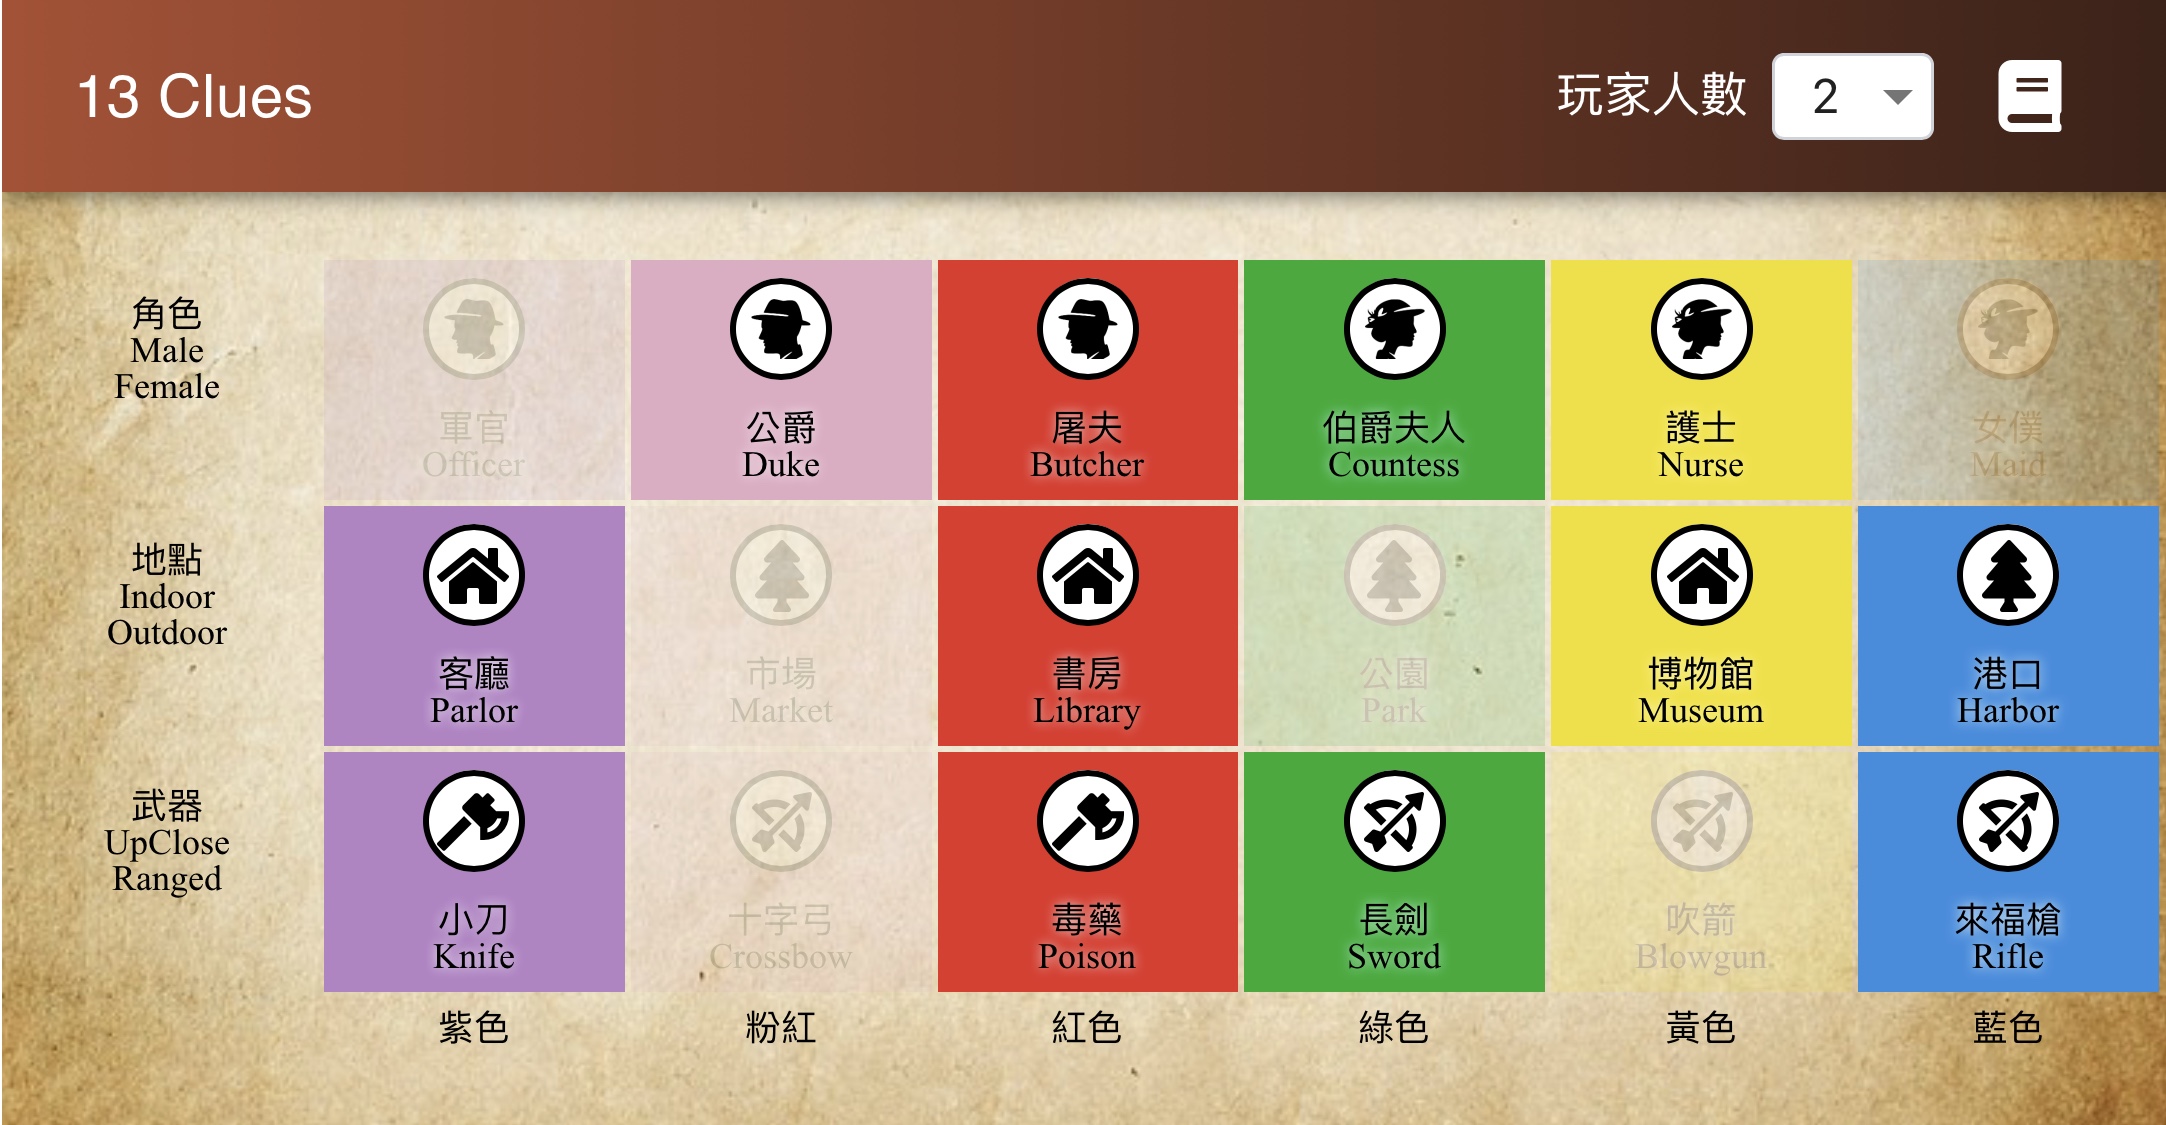 13 Clues
玩家人數
2
角色
Male
Female
軍官
Officer
公爵
Duke
屠夫
Butcher
伯爵夫人
Countess
護士
Nurse
女僕
Maid
地點
Indoor
Outdoor
客廳
Parlor
市場
Market
書房
Library
公園
Park
博物館
Museum
港口
Harbor
武器
UpClose
Ranged
小刀
Knife
十字弓
Crossbow
毒藥
Poison
長劍
Sword
吹箭
Blowgun
來福槍
Rifle
紫色
粉紅
紅色
綠色
黃色
藍色